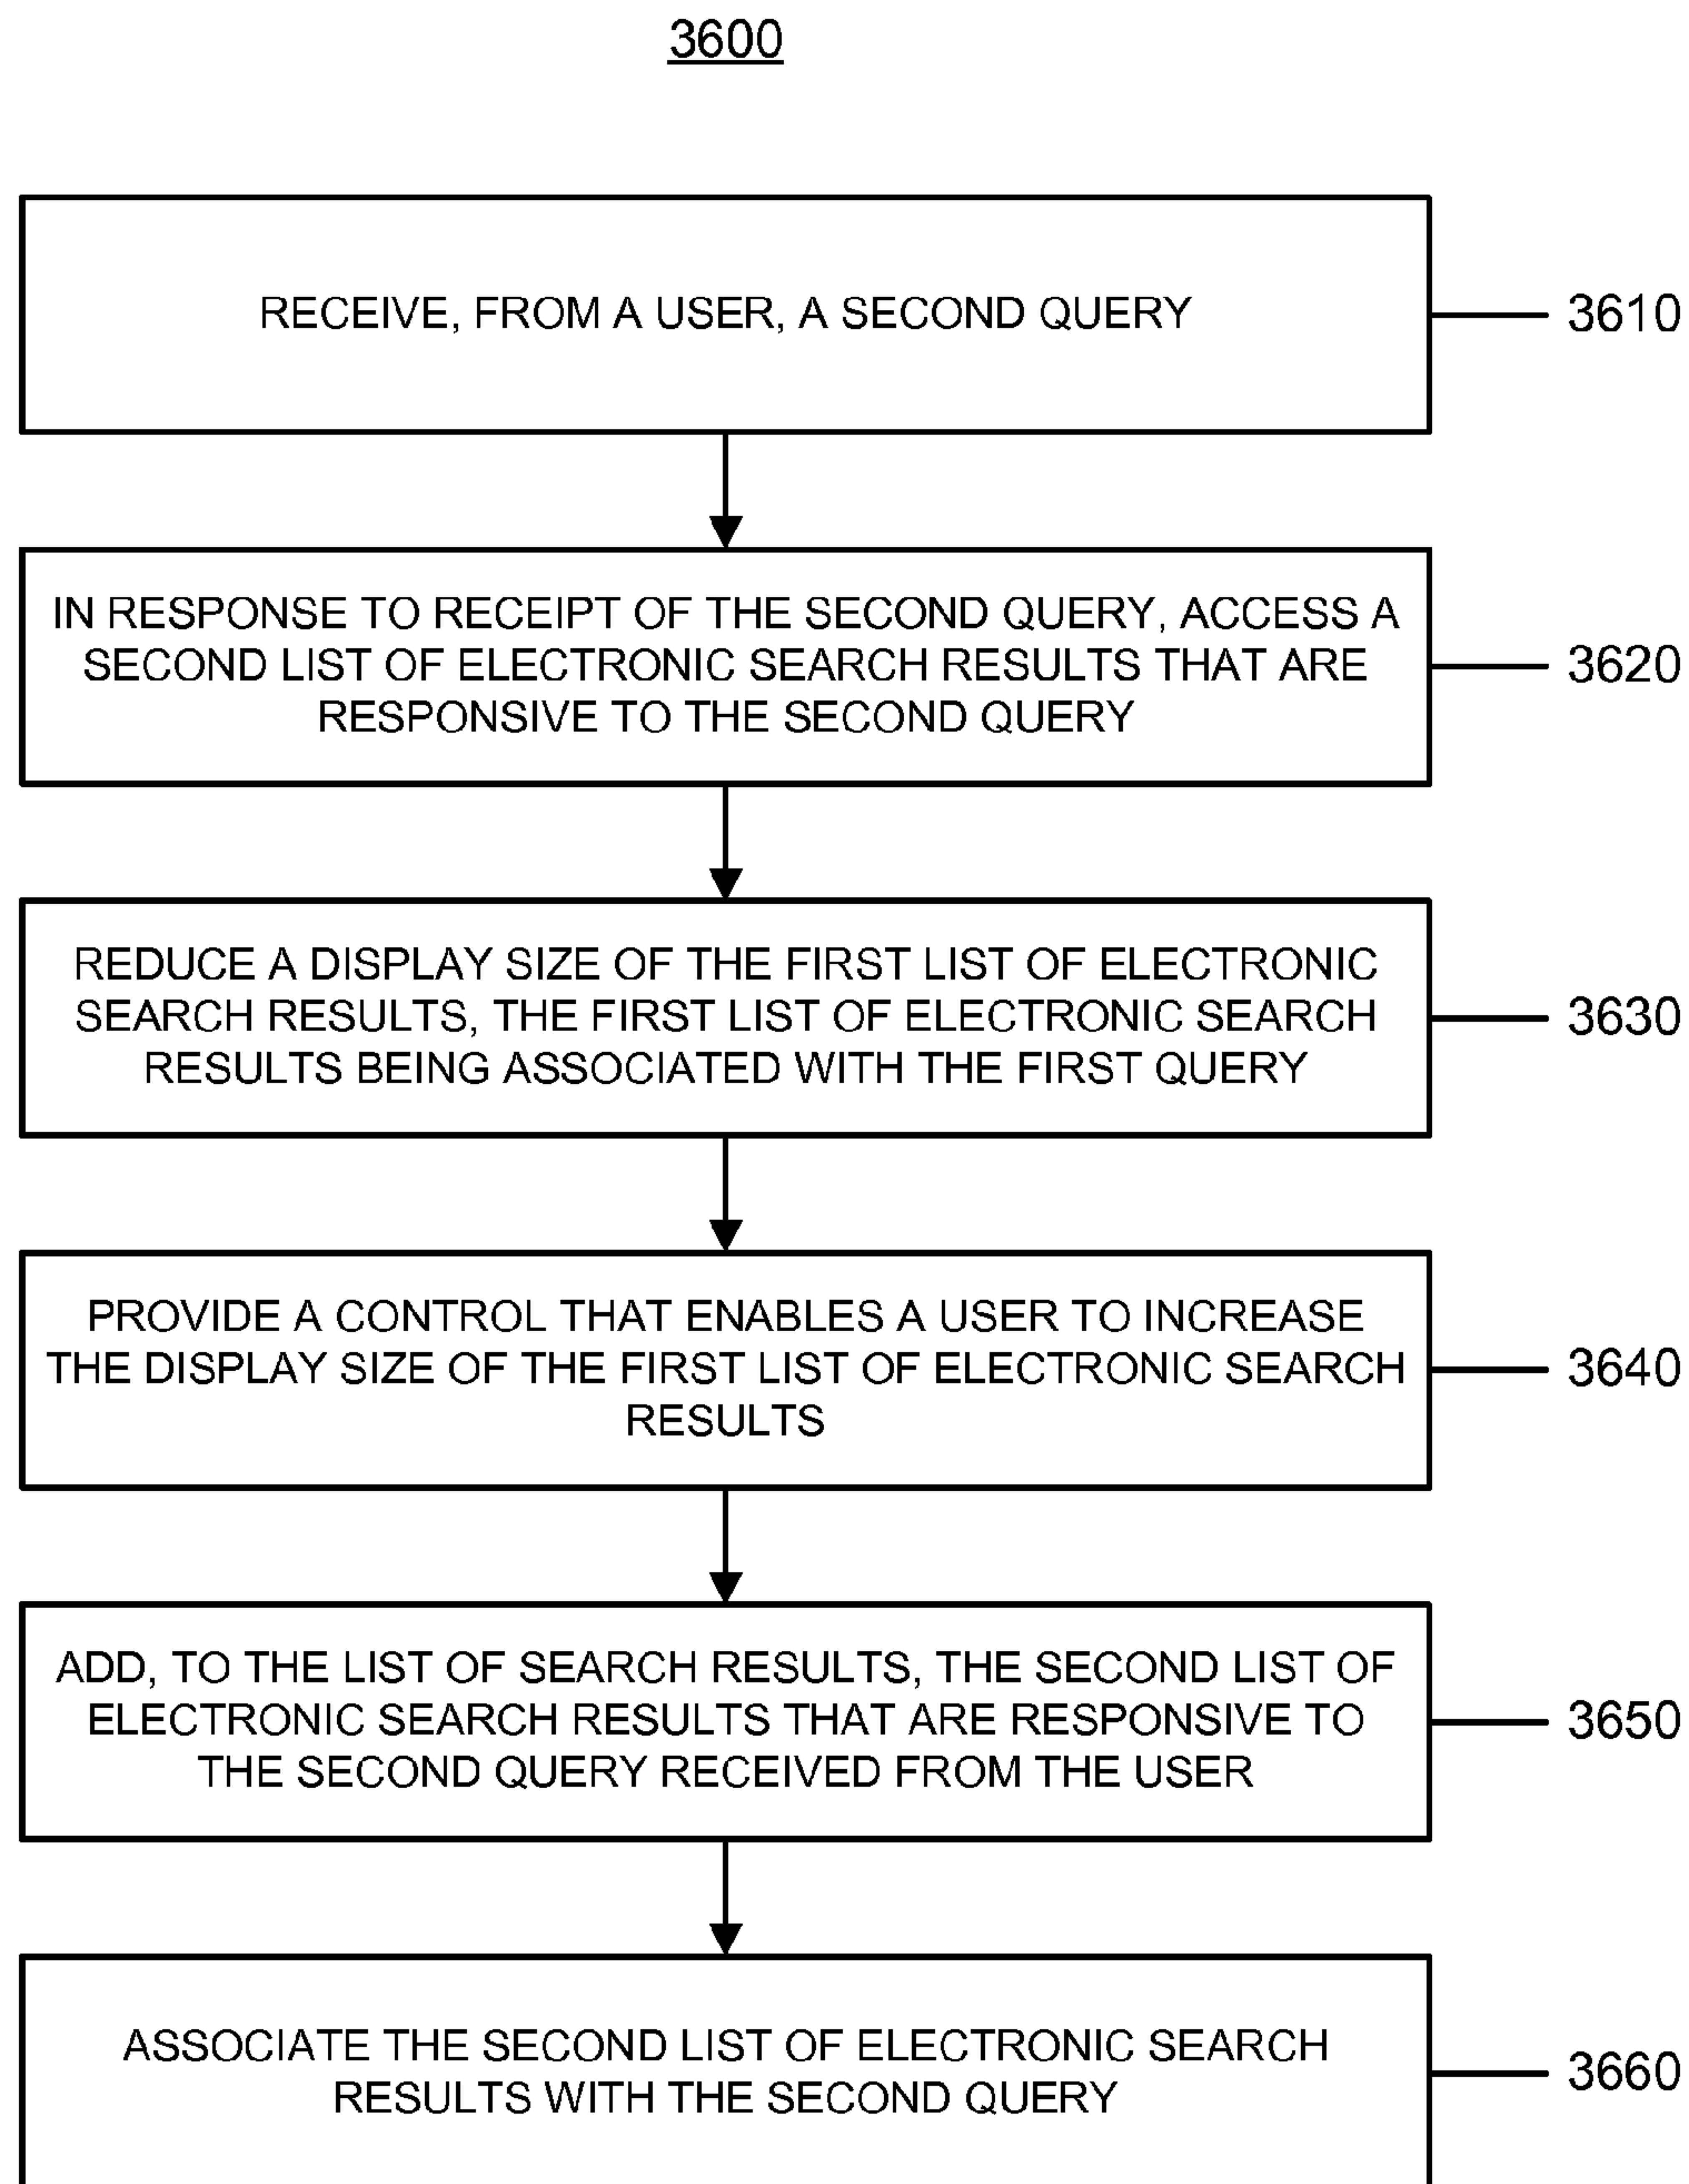 3600
RECEIVE, FROM A USER, A SECOND QUERY
3610
IN RESPONSE TO RECEIPT OF THE SECOND QUERY, ACCESS A
SECOND LIST OF ELECTRONIC SEARCH RESULTS THAT ARE
RESPONSIVE TO THE SECOND QUERY
3620
REDUCE A DISPLAY SIZE OF THE FIRST LIST OF ELECTRONIC
SEARCH RESULTS, THE FIRST LIST OF ELECTRONIC SEARCH
RESULTS BEING ASSOCIATED WITH THE FIRST QUERY
3630
PROVIDE A CONTROL THAT ENABLES A USER TO INCREASE
THE DISPLAY SIZE OF THE FIRST LIST OF ELECTRONIC SEARCH
RESULTS
3640
ADD, TO THE LIST OF SEARCH RESULTS, THE SECOND LIST OF
ELECTRONIC SEARCH RESULTS THAT ARE RESPONSIVE TO
THE SECOND QUERY RECEIVED FROM THE USER
3650
ASSOCIATE THE SECOND LIST OF ELECTRONIC SEARCH
RESULTS WITH THE SECOND QUERY
3660